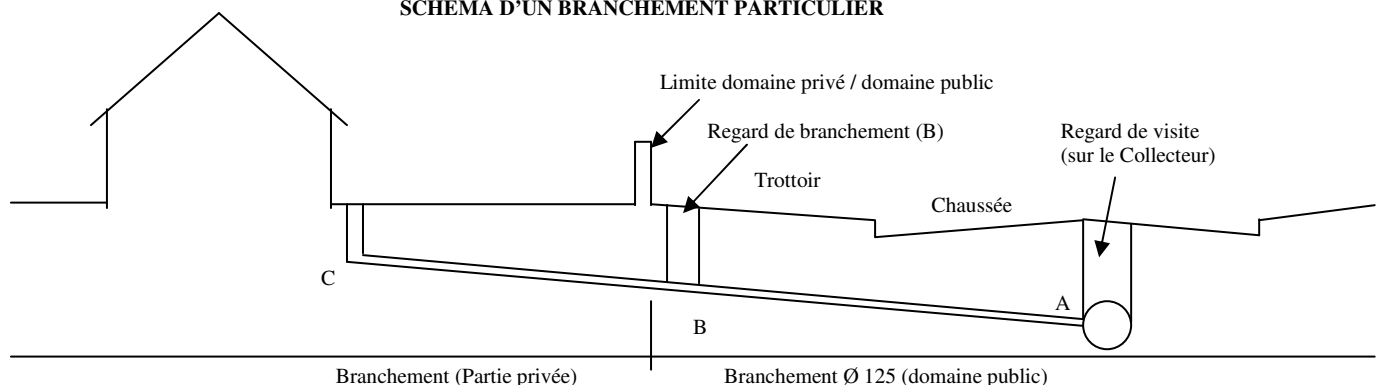 SCHEMA D'UN BRANCHEMENT PARTICULIER
Limite domaine privé / domaine public
Regard de branchement (B)
Regard de visite
(sur le Collecteur)
Trottoir
Chaussée
C
A
B
Branchement (Partie privée)
Branchement Ø 125 (domaine public)